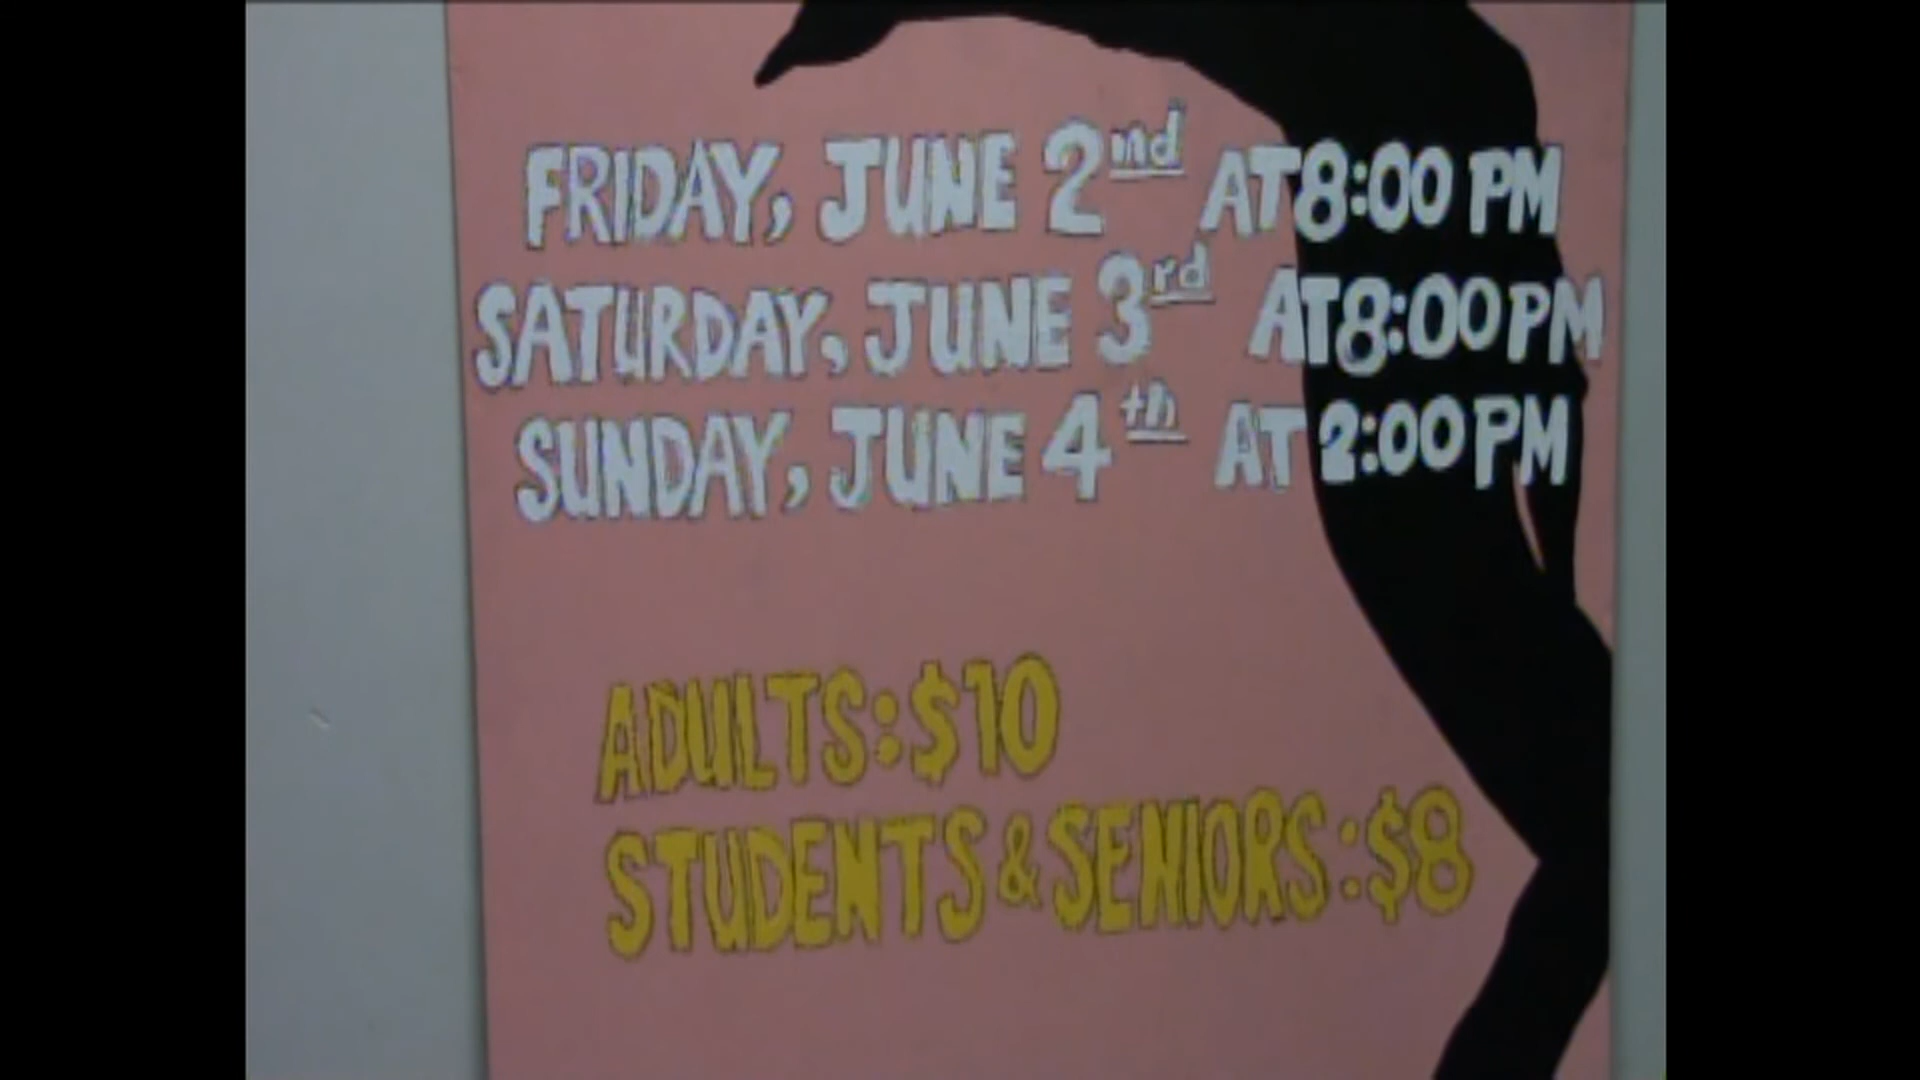 FRIDAY, JUNE 2nd AT 8:00 PM
SATURDAY, JUNE 3rd AT 8:00 PM
SUNDAY, JUNE 4th AT 2:00 PM
ADULTS: $10
STUDENTS & SENIORS: $8